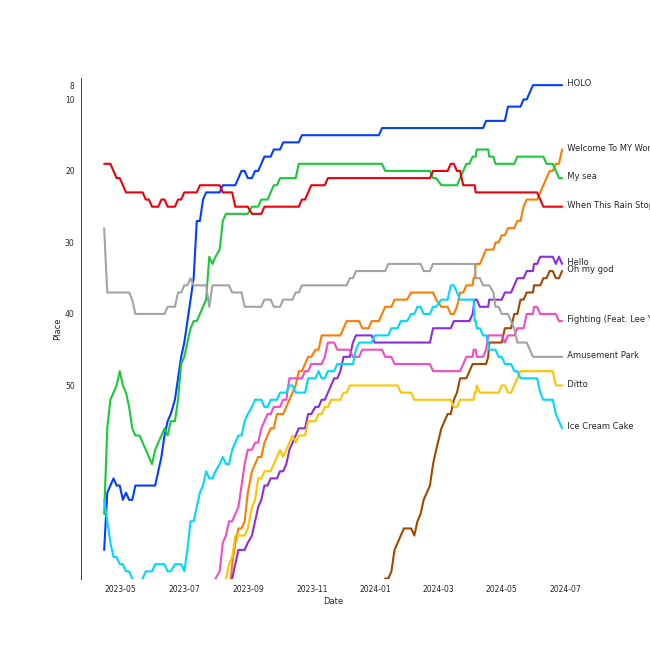 8
HOLO
10
Welcome To MY Wor
20
My sea
When This Rain Stop
30
Hello
Oh my god
40
Fighting (Feat. Lee Y
Place
Amusement Park
50
Ditto
Ice Cream Cake
2023-05
2023-07
2023-09
2023-11
2024-01
2024-03
2024-05
2024-07
Date